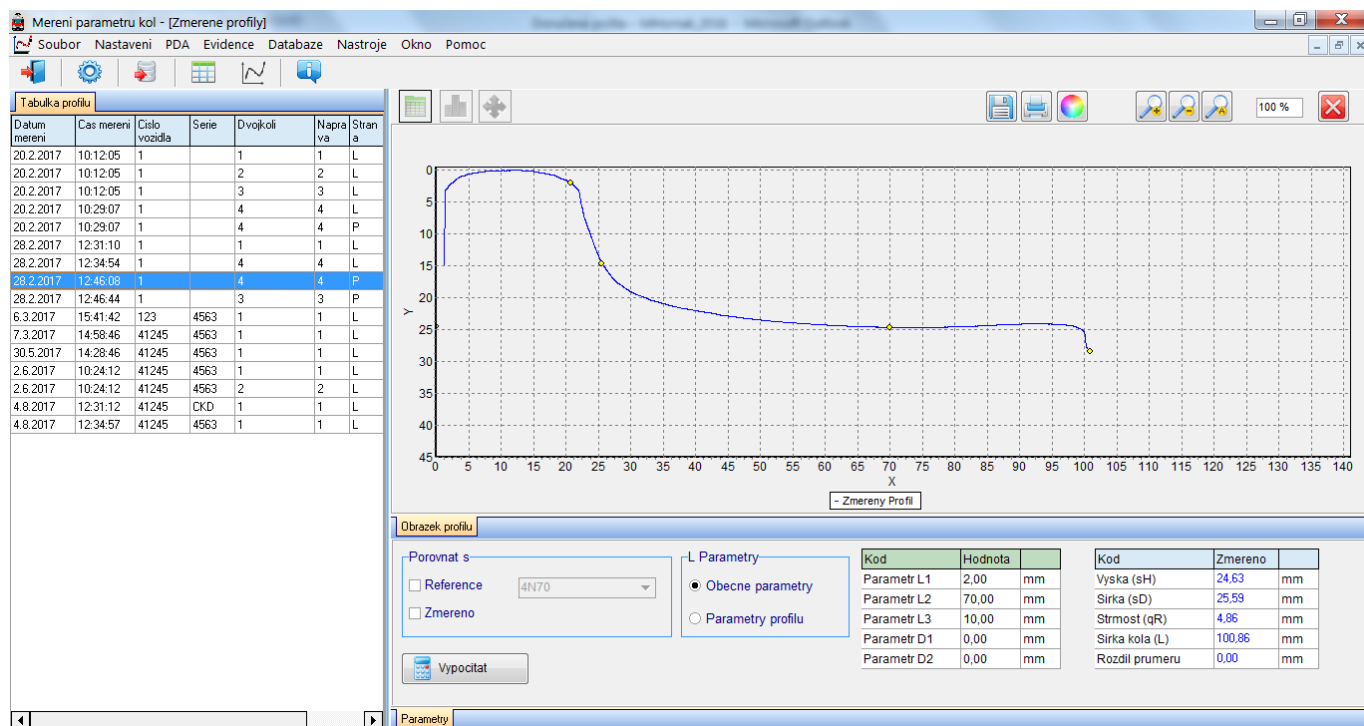 Mereni parametru kol - [Zmerene profily]
Soubor Nastaveni PDA Evidence Databaze Nastroje Okno Pomoc
Tabulka profilu
Datum mereni Cas mereni Cislo vozidla Serie Dvojkoli Naprava Strana
20.2.2017 10:12:05 1 1 1 L
20.2.2017 10:12:05 1 2 2 L
20.2.2017 10:12:05 1 3 3 L
20.2.2017 10:29:07 1 4 4 L
20.2.2017 10:29:07 1 4 4 P
28.2.2017 12:31:10 1 1 1 L
28.2.2017 12:34:54 1 4 4 L
28.2.2017 12:46:08 1 4 4 P
28.2.2017 12:46:44 1 3 3 P
6.3.2017 15:41:42 123 4563 1 1 L
7.3.2017 14:58:46 41245 4563 1 1 L
30.5.2017 14:28:46 41245 4563 1 1 L
2.6.2017 10:24:12 41245 4563 1 1 L
2.6.2017 10:24:12 41245 4563 2 2 L
4.8.2017 12:31:12 41245 CKD 1 1 L
4.8.2017 12:34:57 41245 4563 1 1 L
100 %
0
5
10
15
20
25
30
35
40
45
Y
0 5 10 15 20 25 30 35 40 45 50 55 60 65 70 75 80 85 90 95 100 105 110 115 120 125 130 135 140
X
- Zmereny Profil
Obrazek profilu
Porovnat s
Reference 4N70
Zmereno
Vypocitat
L Parametry
Obecne parametry
Parametry profilu
Kod Hodnota
Parametr L1 2,00 mm
Parametr L2 70,00 mm
Parametr L3 10,00 mm
Parametr D1 0,00 mm
Parametr D2 0,00 mm
Kod Zmereno
Vyska (sH) 24,63 mm
Sirka (sD) 25,59 mm
Strmost (qR) 4,86 mm
Sirka kola (L) 100,86 mm
Rozdil prumeru 0,00 mm
Parametry